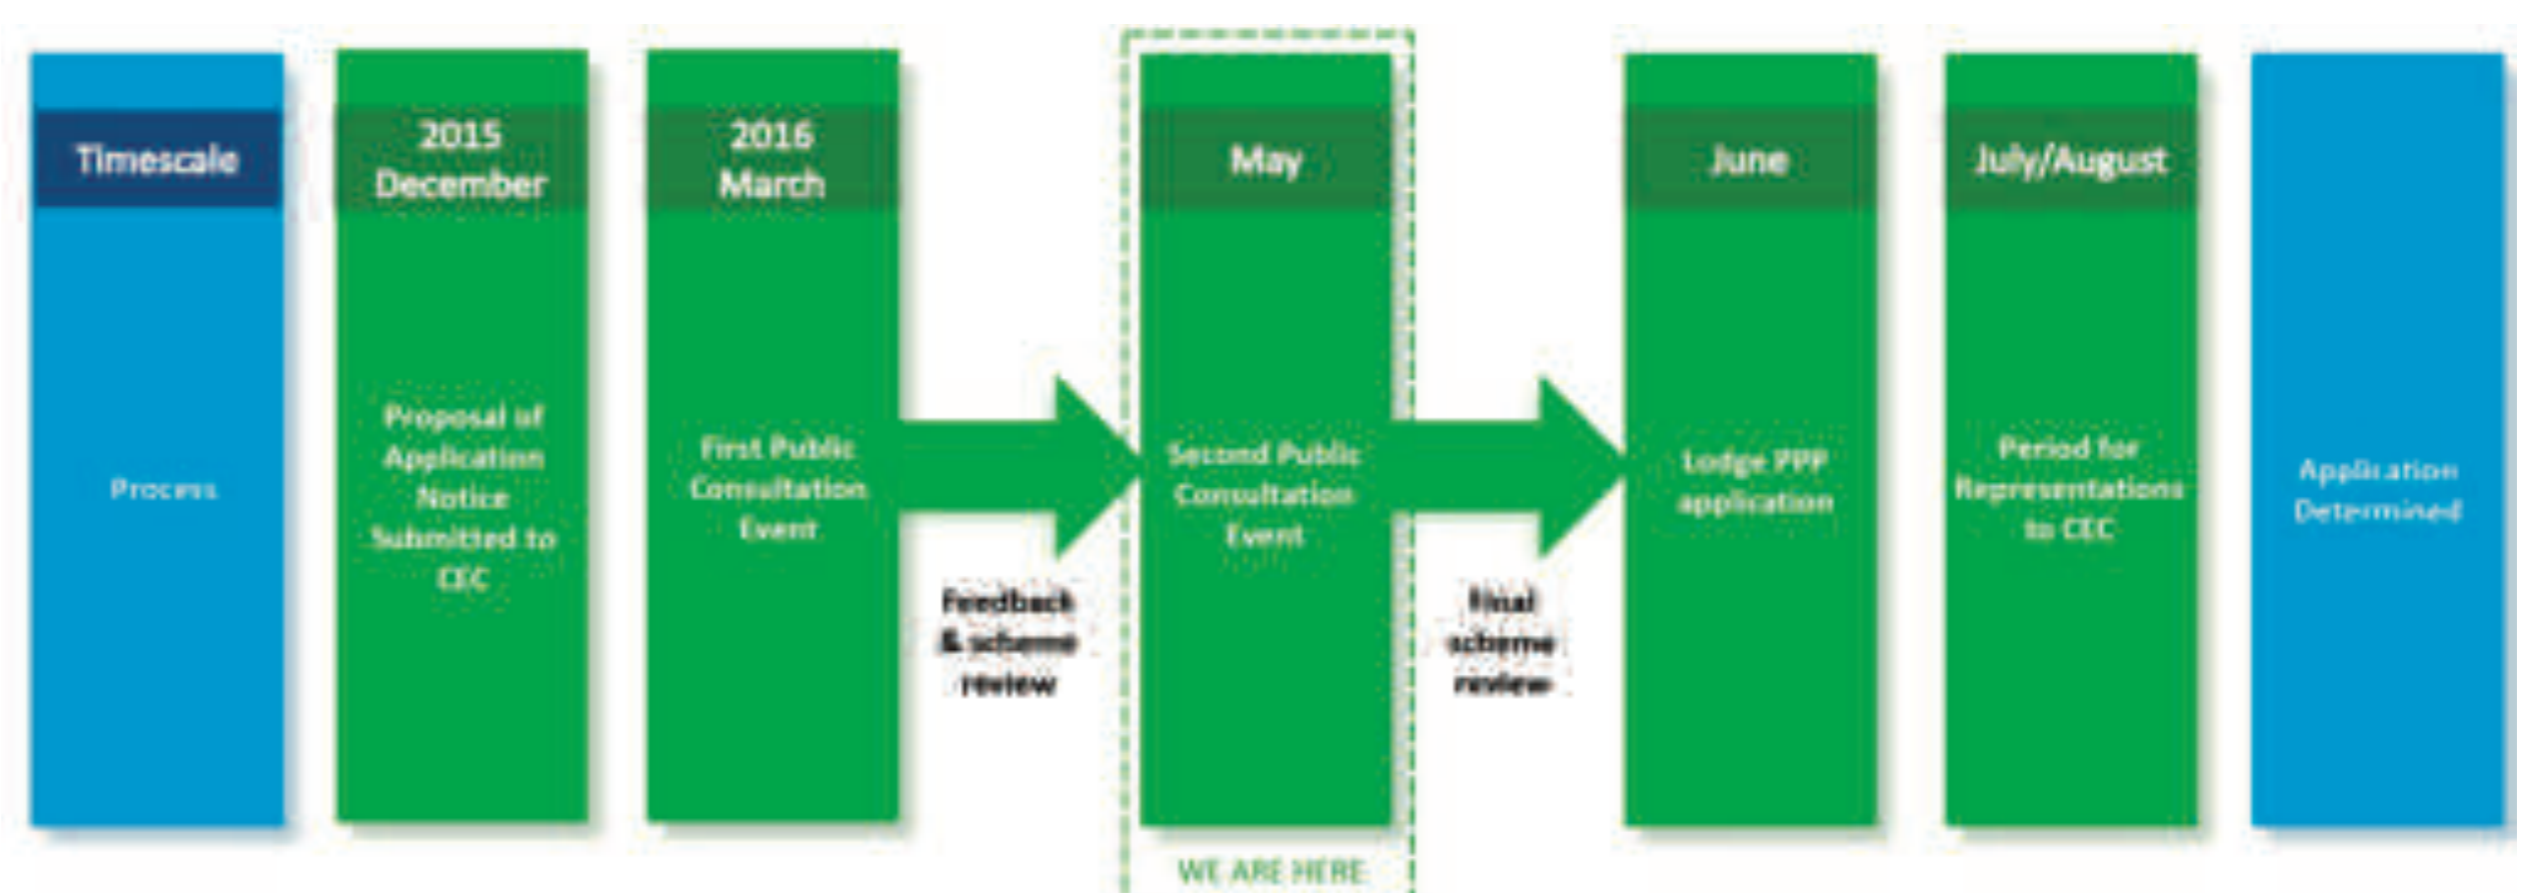 Timescale
Process
2015
December
Proposal of
Application
Notice
Submitted to
CEC
2016
March
First Public
Consultation
Event
Feedback
& scheme
review
May
Second Public
Consultation
Event
WE ARE HERE
Final
scheme
review
June
Lodge PPP
application
July/August
Period for
Representations
to CEC
Application
Determined